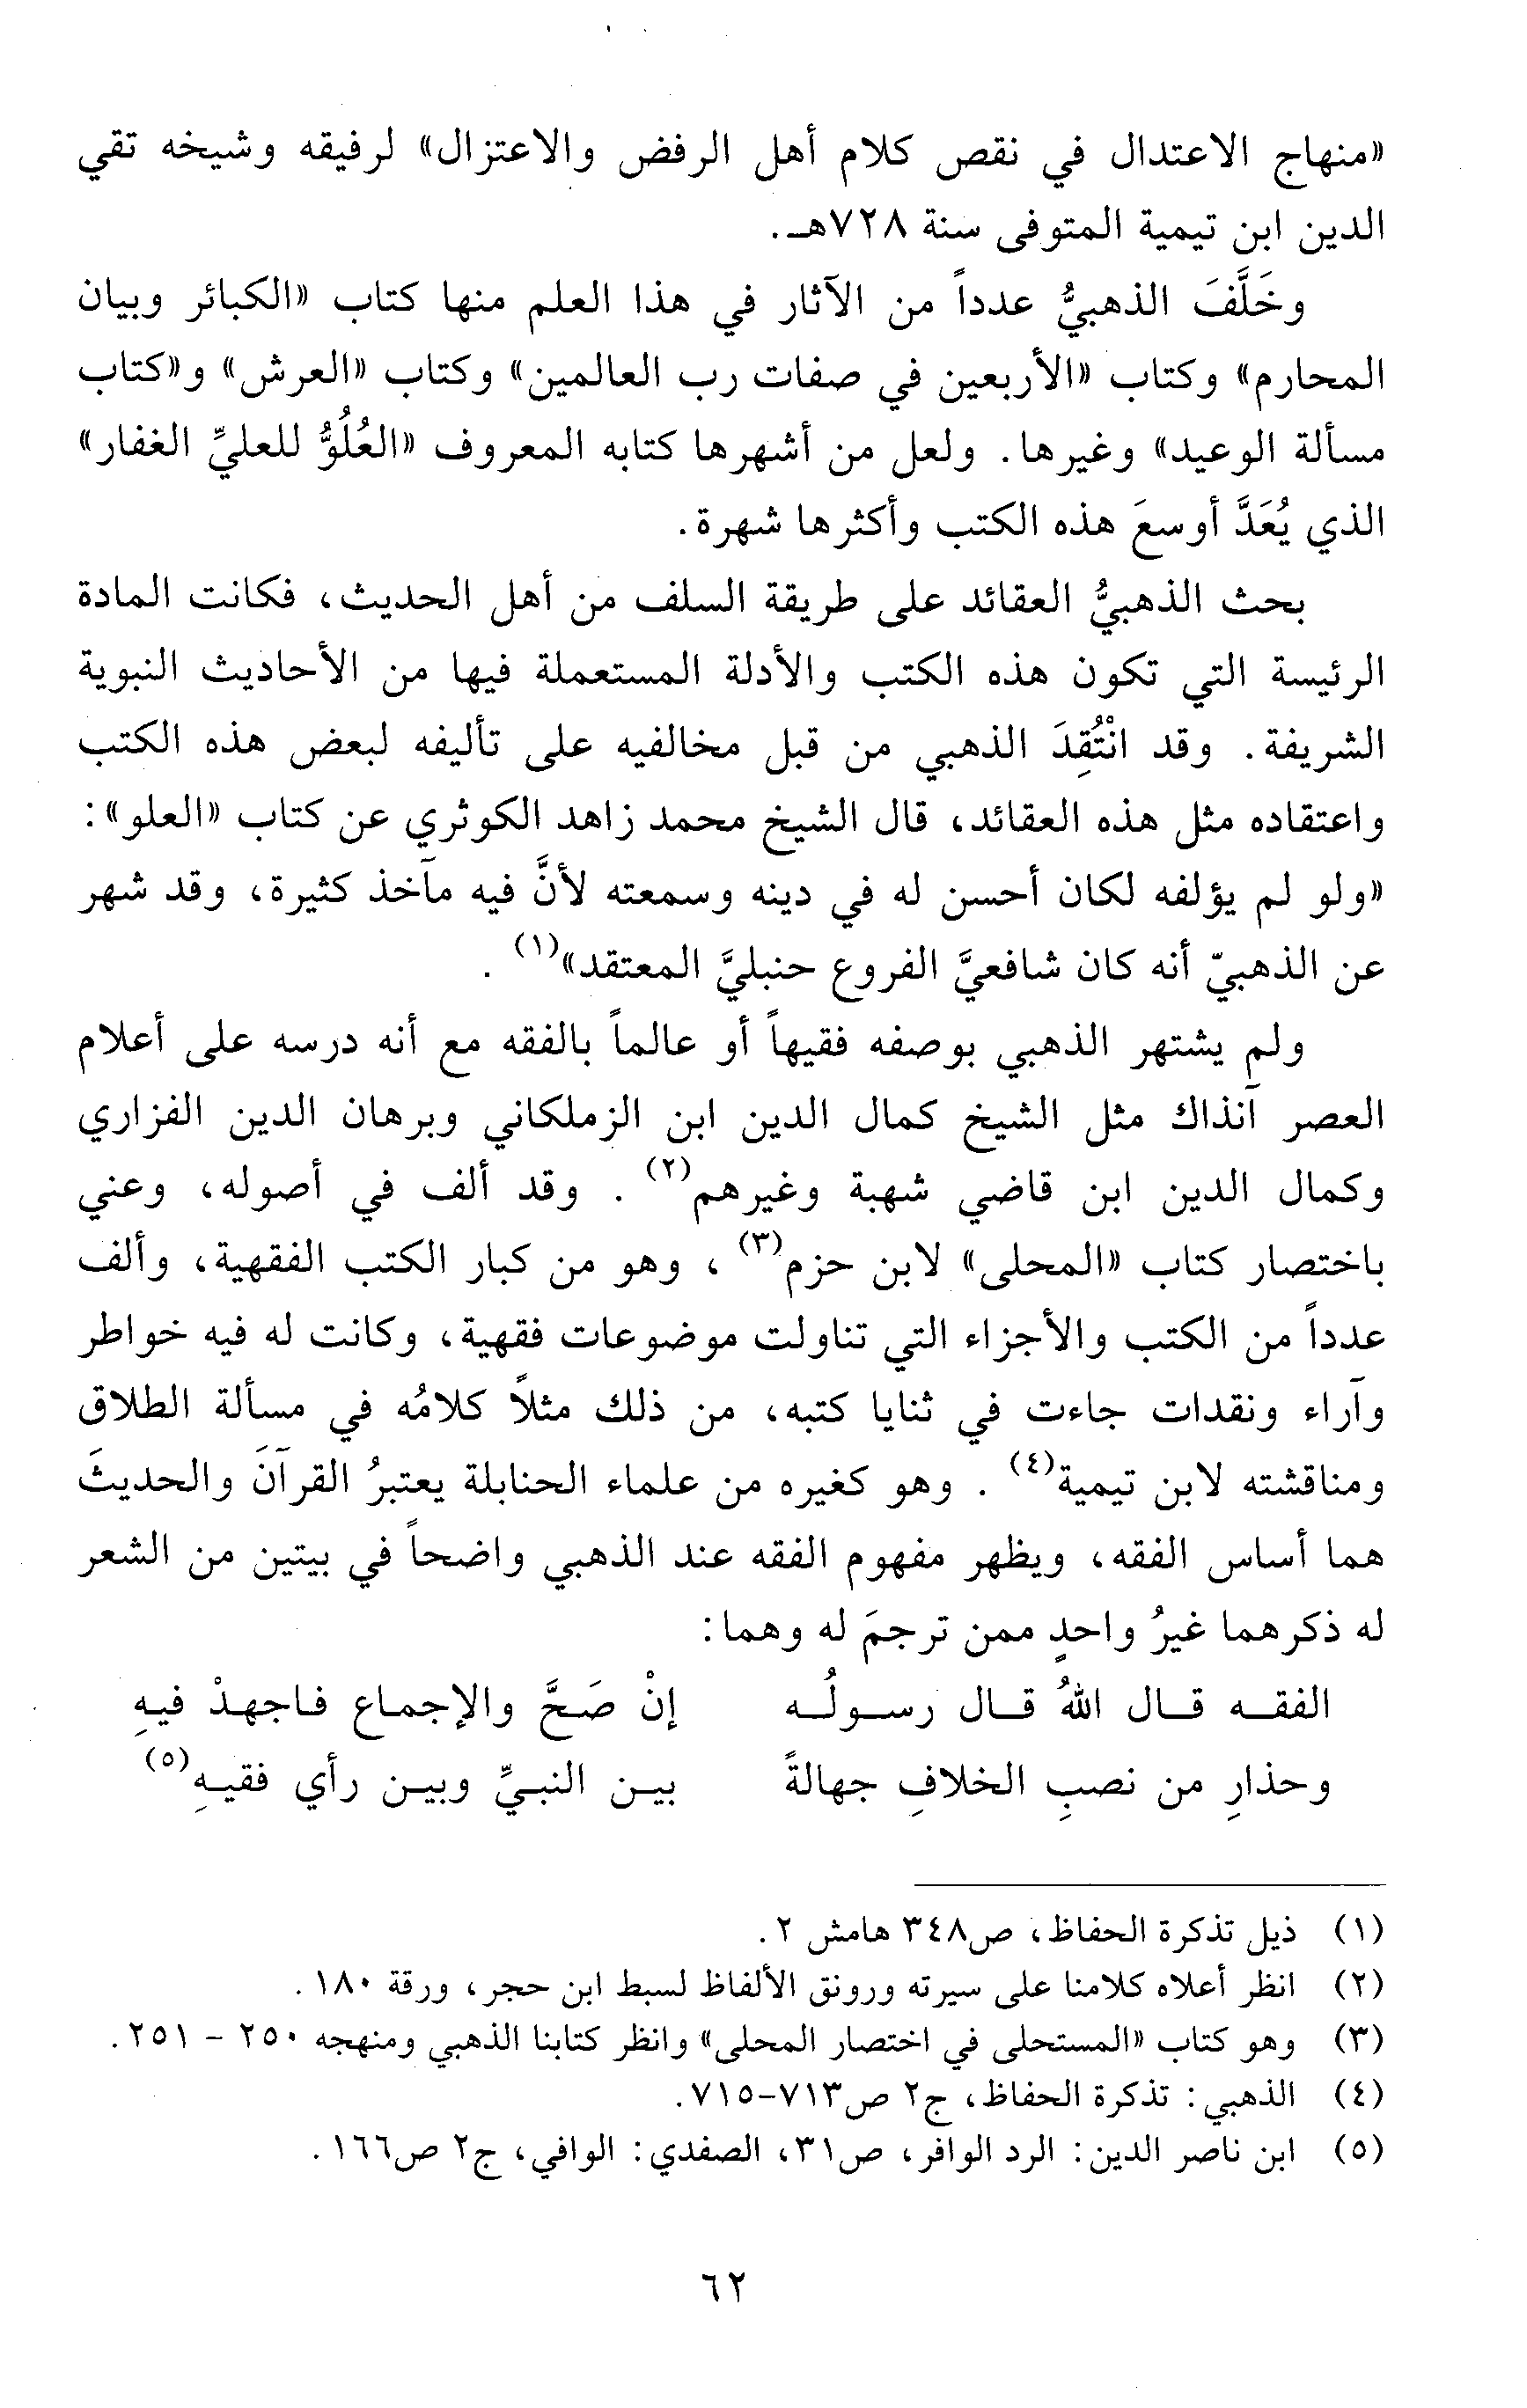 «منهاج الاعتدال في نقص كلام أهل الرفض والاعتزال» لرفيقه وشيخه تقي
الدين ابن تيمية المتوفى سنة ٧٢٨هـ.
وخَلَّفَ الذهبيُّ عدداً من الآثار في هذا العلم منها كتاب «الكبائر وبيان
المحارم» وكتاب «الأربعين في صفات رب العالمين» وكتاب «العرش» و«كتاب
مسألة الوعيد» وغيرها. ولعل من أشهرها كتابه المعروف «العُلُوُّ للعليِّ الغفار»
الذي يُعَدَّ أوسعَ هذه الكتب وأكثرها شهرة.
بحث الذهبيُّ العقائد على طريقة السلف من أهل الحديث، فكانت المادة
الرئيسة التي تكون هذه الكتب والأدلة المستعملة فيها من الأحاديث النبوية
الشريفة. وقد انْتُقِدَ الذهبي من قبل مخالفيه على تأليفه لبعض هذه الكتب
واعتقاده مثل هذه العقائد، قال الشيخ محمد زاهد الكوثري عن كتاب «العلو»:
«ولو لم يؤلفه لكان أحسن له في دينه وسمعته لأنَّ فيه مآخذ كثيرة، وقد شهر
عن الذهبيّ أنه كان شافعيَّ الفروع حنبليَّ المعتقد»(١).
ولم يشتهر الذهبي بوصفه فقيهاً أو عالماً بالفقه مع أنه درسه على أعلام
العصر آنذاك مثل الشيخ كمال الدين ابن الزملكاني وبرهان الدين الفزاري
وكمال الدين ابن قاضي شهبة وغيرهم(٢). وقد ألف في أصوله، وعني
باختصار كتاب «المحلى» لابن حزم(٣)، وهو من كبار الكتب الفقهية، وألف
عدداً من الكتب والأجزاء التي تناولت موضوعات فقهية، وكانت له فيه خواطر
وآراء ونقدات جاءت في ثنايا كتبه، من ذلك مثلاً كلامُه في مسألة الطلاق
ومناقشته لابن تيمية(٤). وهو كغيره من علماء الحنابلة يعتبرُ القرآنَ والحديثَ
هما أساس الفقه، ويظهر مفهوم الفقه عند الذهبي واضحاً في بيتين من الشعر
له ذكرهما غيرُ واحدٍ ممن ترجمَ له وهما:
الفقـه قـال اللهُ قـال رسـولُـه إنْ صَـحَّ والإجمـاع فـاجهـدْ فيـهِ
وحذارِ من نصبِ الخلافِ جهالةً بيـن النبـيِّ وبيـن رأي فقيـهِ(٥)
(١) ذيل تذكرة الحفاظ، ص٣٤٨ هامش ٢.
(٢) انظر أعلاه كلامنا على سيرته ورونق الألفاظ لسبط ابن حجر، ورقة ١٨٠.
(٣) وهو كتاب «المستحلى في اختصار المحلى» وانظر كتابنا الذهبي ومنهجه ٢٥٠ - ٢٥١.
(٤) الذهبي: تذكرة الحفاظ، ج٢ ص٧١٣-٧١٥.
(٥) ابن ناصر الدين: الرد الوافر، ص٣١، الصفدي: الوافي، ج٢ ص١٦٦.
٦٢